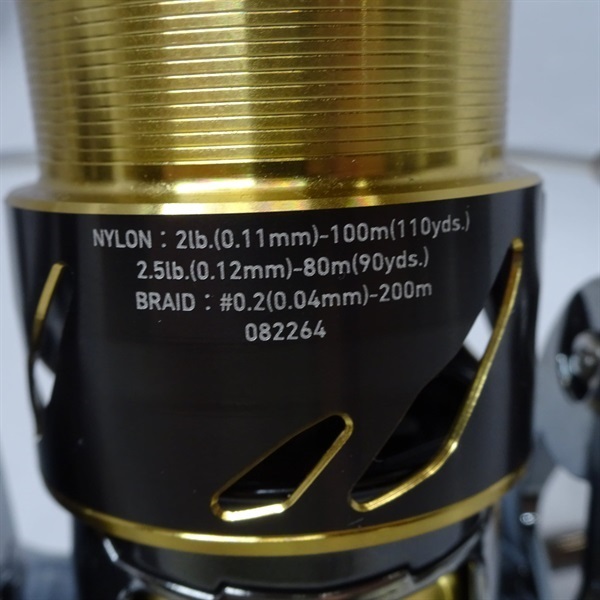 NYLON : 2lb.(0.11mm)-100m(110yds.)
2.5lb.(0.12mm)-80m(90yds.)
BRAID : #0.2(0.04mm)-200m
082264